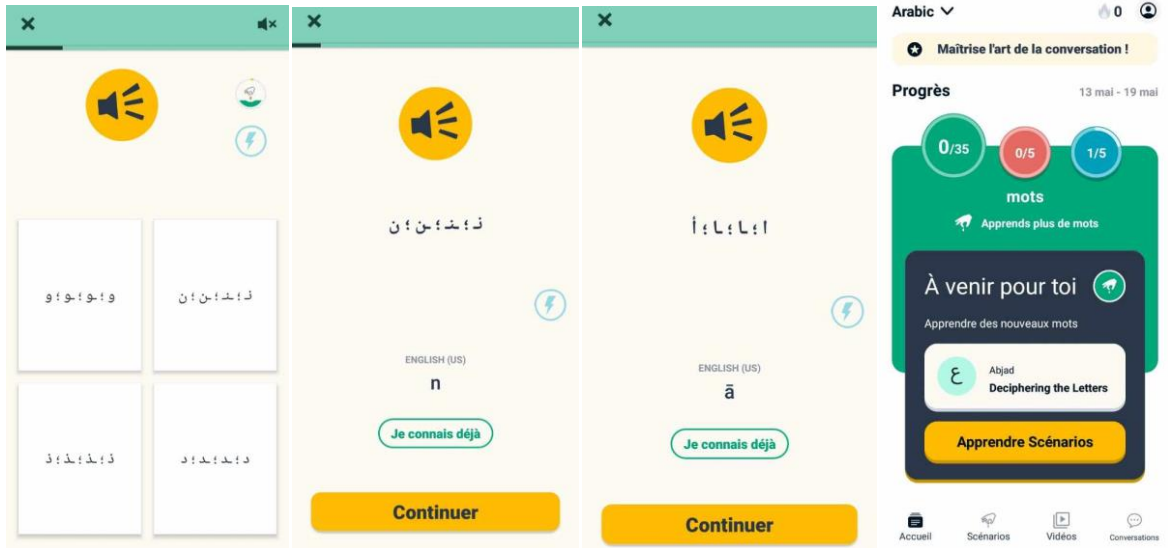 و؛و؛و؛و
نـ؛ـنـ؛ـن؛ن
ذ؛ـذ؛ـذ؛ذ
د؛ـد؛ـد؛د
نـ؛ـنـ؛ـن؛ن
ENGLISH (US)
n
Je connais déjà
Continuer
ا؛ـا؛ـا؛أ
ENGLISH (US)
ā
Je connais déjà
Continuer
Arabic
0
Maîtrise l'art de la conversation !
Progrès
13 mai - 19 mai
0/35
0/5
1/5
mots
Apprends plus de mots
À venir pour toi
Apprendre des nouveaux mots
ع
Abjad
Deciphering the Letters
Apprendre Scénarios
Accueil
Scénarios
Vidéos
Conversations